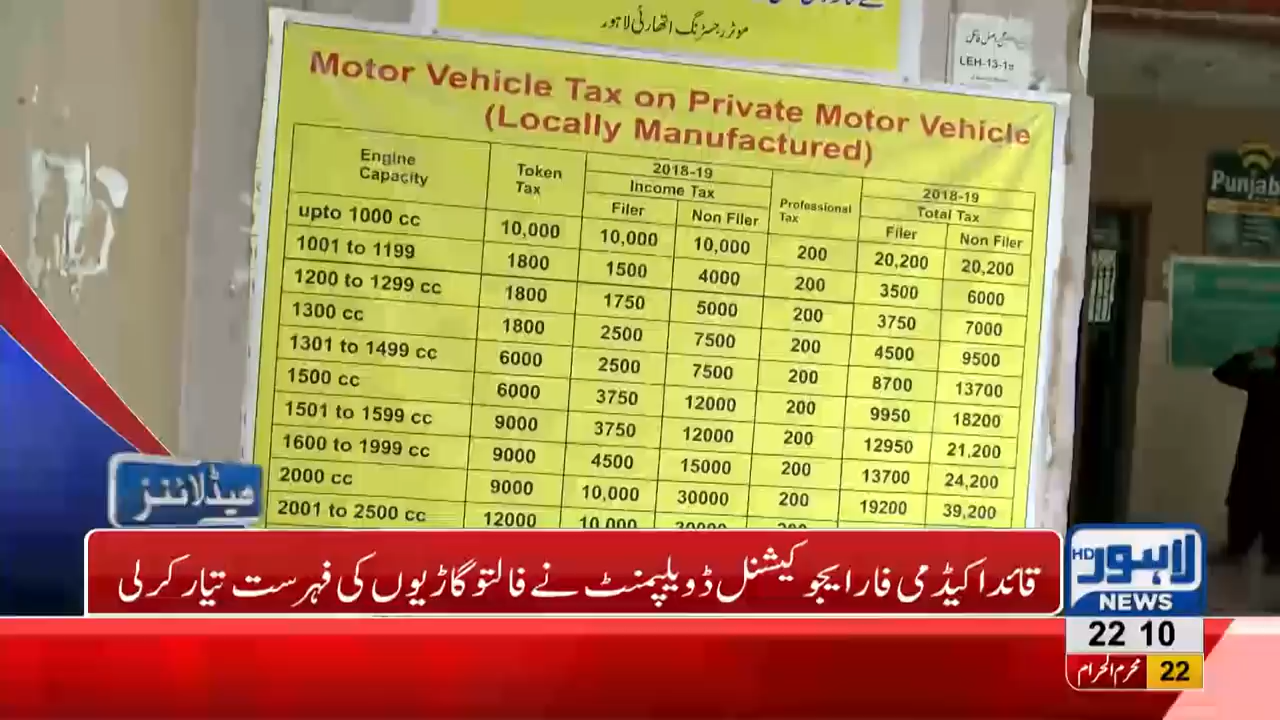 موٹر رجسٹرنگ اتھارٹی لاہور
LEH-13-1
Motor Vehicle Tax on Private Motor Vehicle
(Locally Manufactured)
Engine Capacity Token Tax 2018-19 Income Tax Filer Non Filer Professional Tax 2018-19 Total Tax Filer Non Filer
upto 1000 cc 10,000 10,000 10,000 200 20,200 20,200
1001 to 1199 1800 1500 4000 200 3500 6000
1200 to 1299 cc 1800 1750 5000 200 3750 7000
1300 cc 1800 2500 7500 200 4500 9500
1301 to 1499 cc 6000 2500 7500 200 8700 13700
1500 cc 6000 3750 12000 200 9950 18200
1501 to 1599 cc 9000 3750 12000 200 12950 21,200
1600 to 1999 cc 9000 4500 15000 200 13700 24,200
2000 cc 9000 10,000 30000 200 19200 39,200
2001 to 2500 cc 12000 10,000 30000 200
Punjab
ہیڈلائنز
قائداکیڈمی فارایجوکیشنل ڈویلپمنٹ نے فالتوگاڑیوں کی فہرست تیارکرلی
لاہور HD
NEWS
22 10
محرم الحرام 22